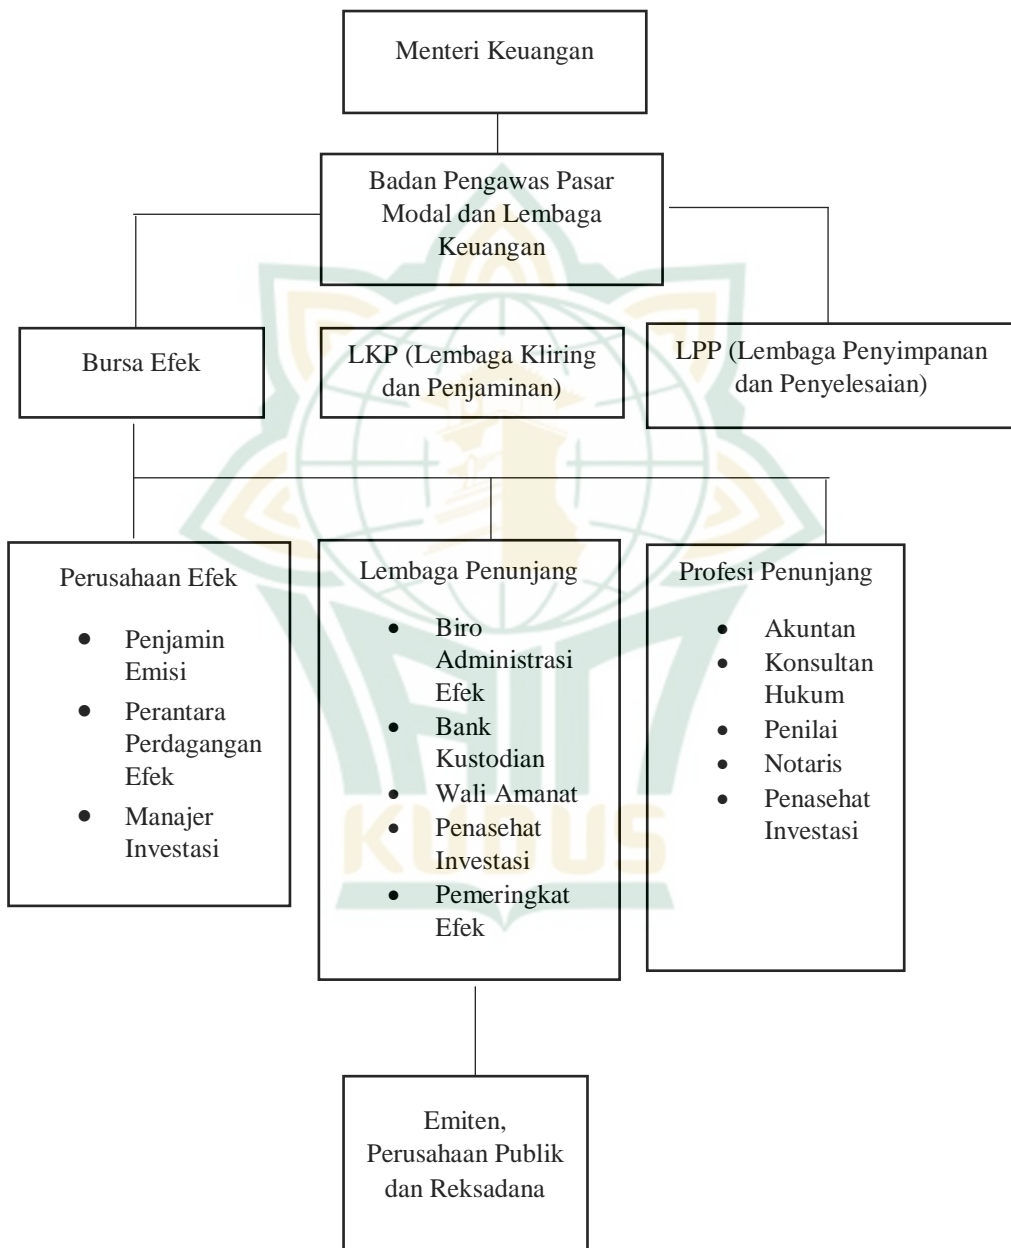 Menteri Keuangan
Badan Pengawas Pasar
Modal dan Lembaga
Keuangan
Bursa Efek
LKP (Lembaga Kliring
dan Penjaminan)
LPP (Lembaga Penyimpanan
dan Penyelesaian)
Perusahaan Efek
• Penjamin
Emisi
• Perantara
Perdagangan
Efek
• Manajer
Investasi
Lembaga Penunjang
• Biro
Administrasi
Efek
• Bank
Kustodian
• Wali Amanat
• Penasehat
Investasi
• Pemeringkat
Efek
Profesi Penunjang
• Akuntan
• Konsultan
Hukum
• Penilai
• Notaris
• Penasehat
Investasi
Emiten,
Perusahaan Publik
dan Reksadana
IAIN
KUDUS